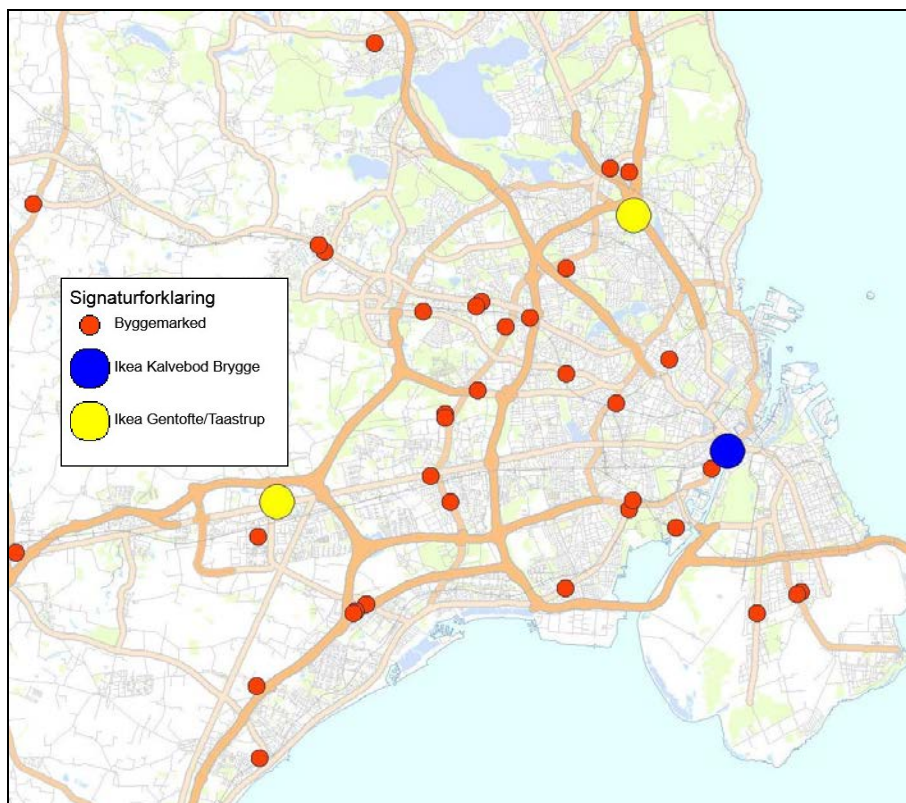 Signaturforklaring
Byggemarked
Ikea Kalvebod Brygge
Ikea Gentofte/Taastrup